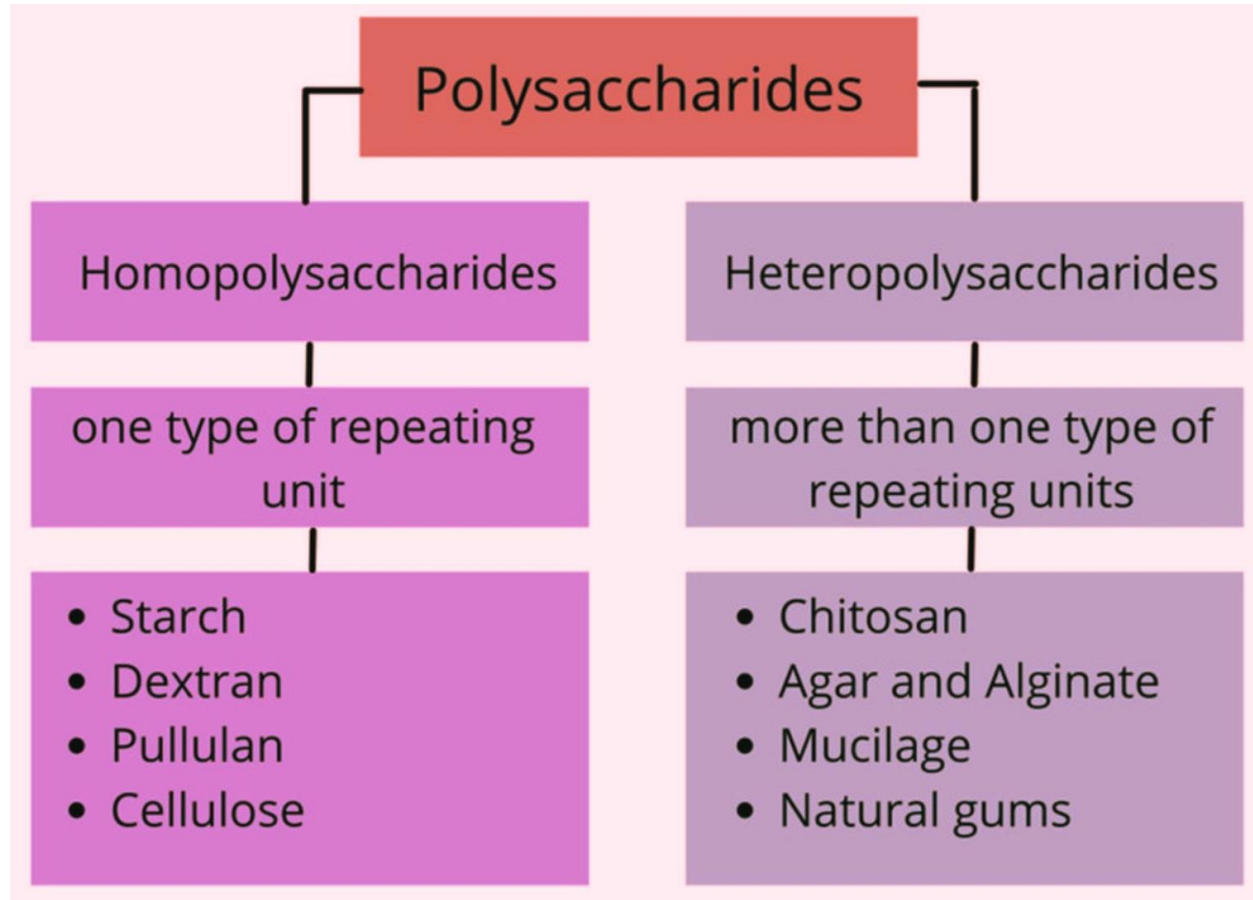 Polysaccharides
Homopolysaccharides
one type of repeating
unit
• Starch
• Dextran
• Pullulan
• Cellulose
Heteropolysaccharides
more than one type of
repeating units
• Chitosan
• Agar and Alginate
• Mucilage
• Natural gums